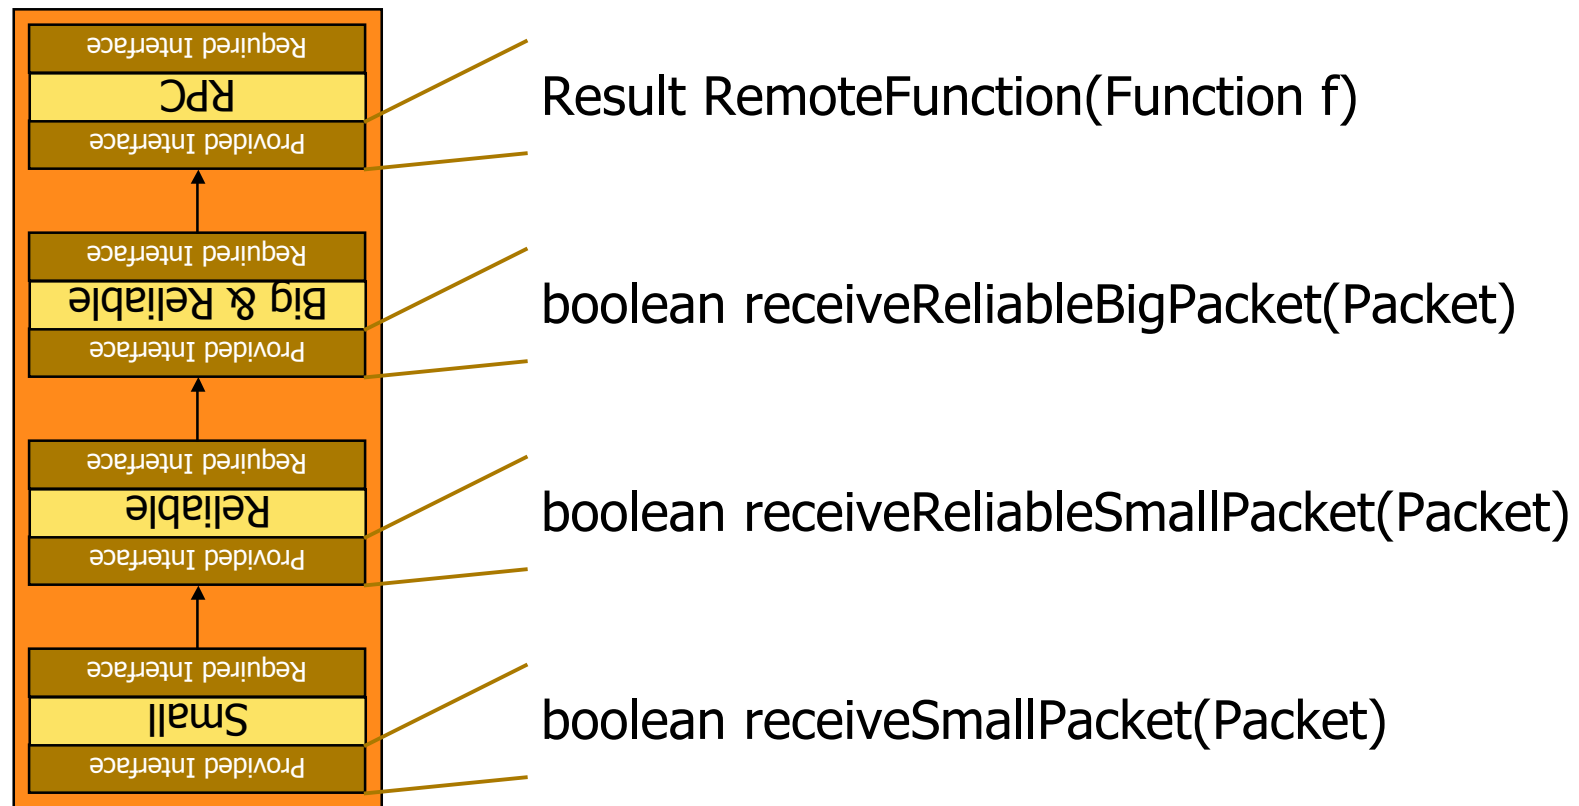 Required Interface
RPC
Provided Interface
Result RemoteFunction(Function f)
Required Interface
Big & Reliable
Provided Interface
boolean receiveReliableBigPacket(Packet)
Required Interface
Reliable
Provided Interface
boolean receiveReliableSmallPacket(Packet)
Required Interface
Small
Provided Interface
boolean receiveSmallPacket(Packet)